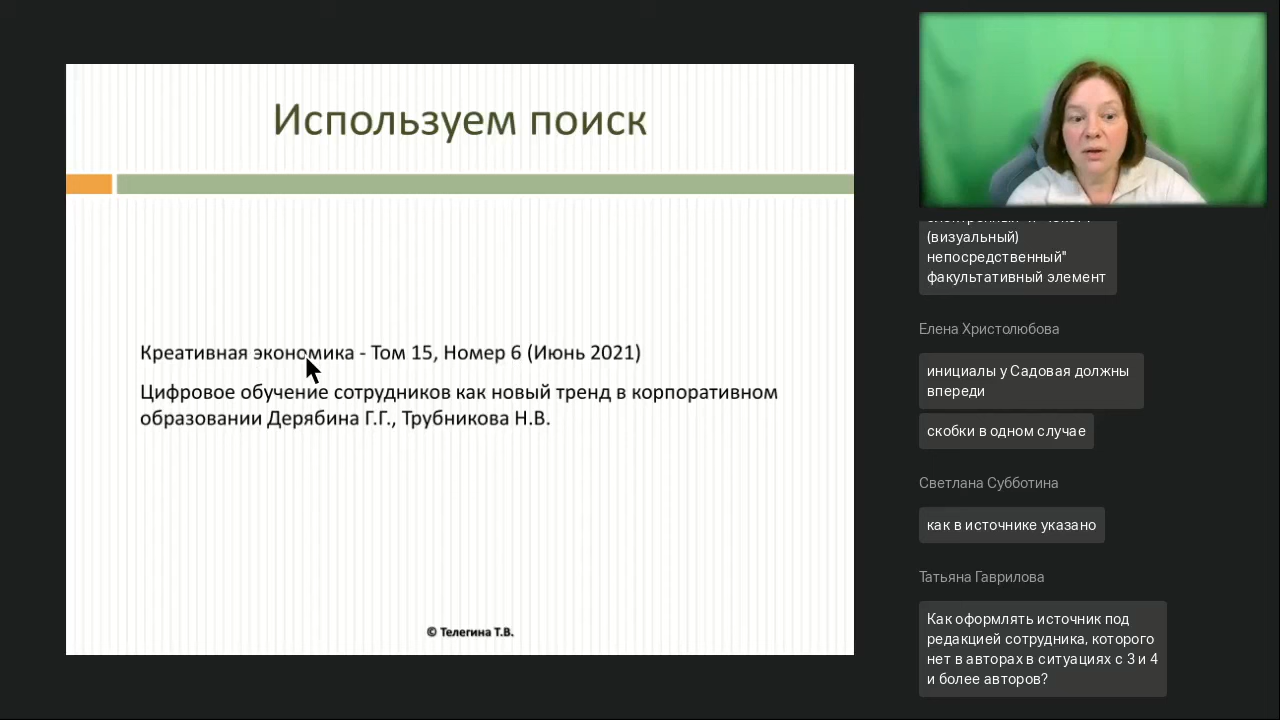 Используем поиск
Креативная экономика - Том 15, Номер 6 (Июнь 2021)
Цифровое обучение сотрудников как новый тренд в корпоративном
образовании Дерябина Г.Г., Трубникова Н.В.
© Телегина Т.В.
(визуальный)
непосредственный"
факультативный элемент
Елена Христолюбова
инициалы у Садовая должны
впереди
скобки в одном случае
Светлана Субботина
как в источнике указано
Татьяна Гаврилова
Как оформлять источник под
редакцией сотрудника, которого
нет в авторах в ситуациях с 3 и 4
и более авторов?